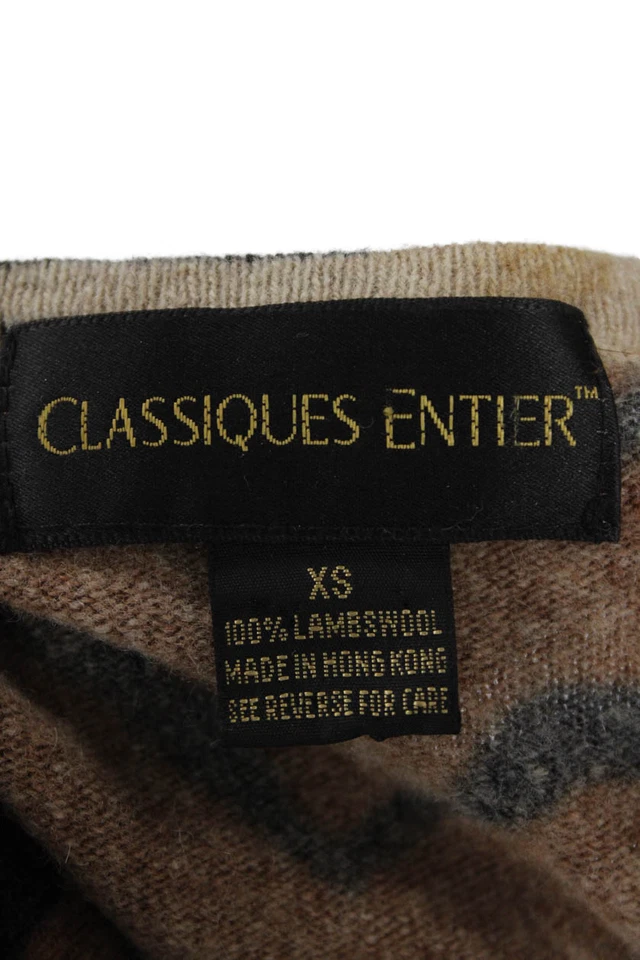 CLASSIQUES ENTIER™
XS
100% LAMBSWOOL
MADE IN HONG KONG
SEE REVERSE FOR CARE